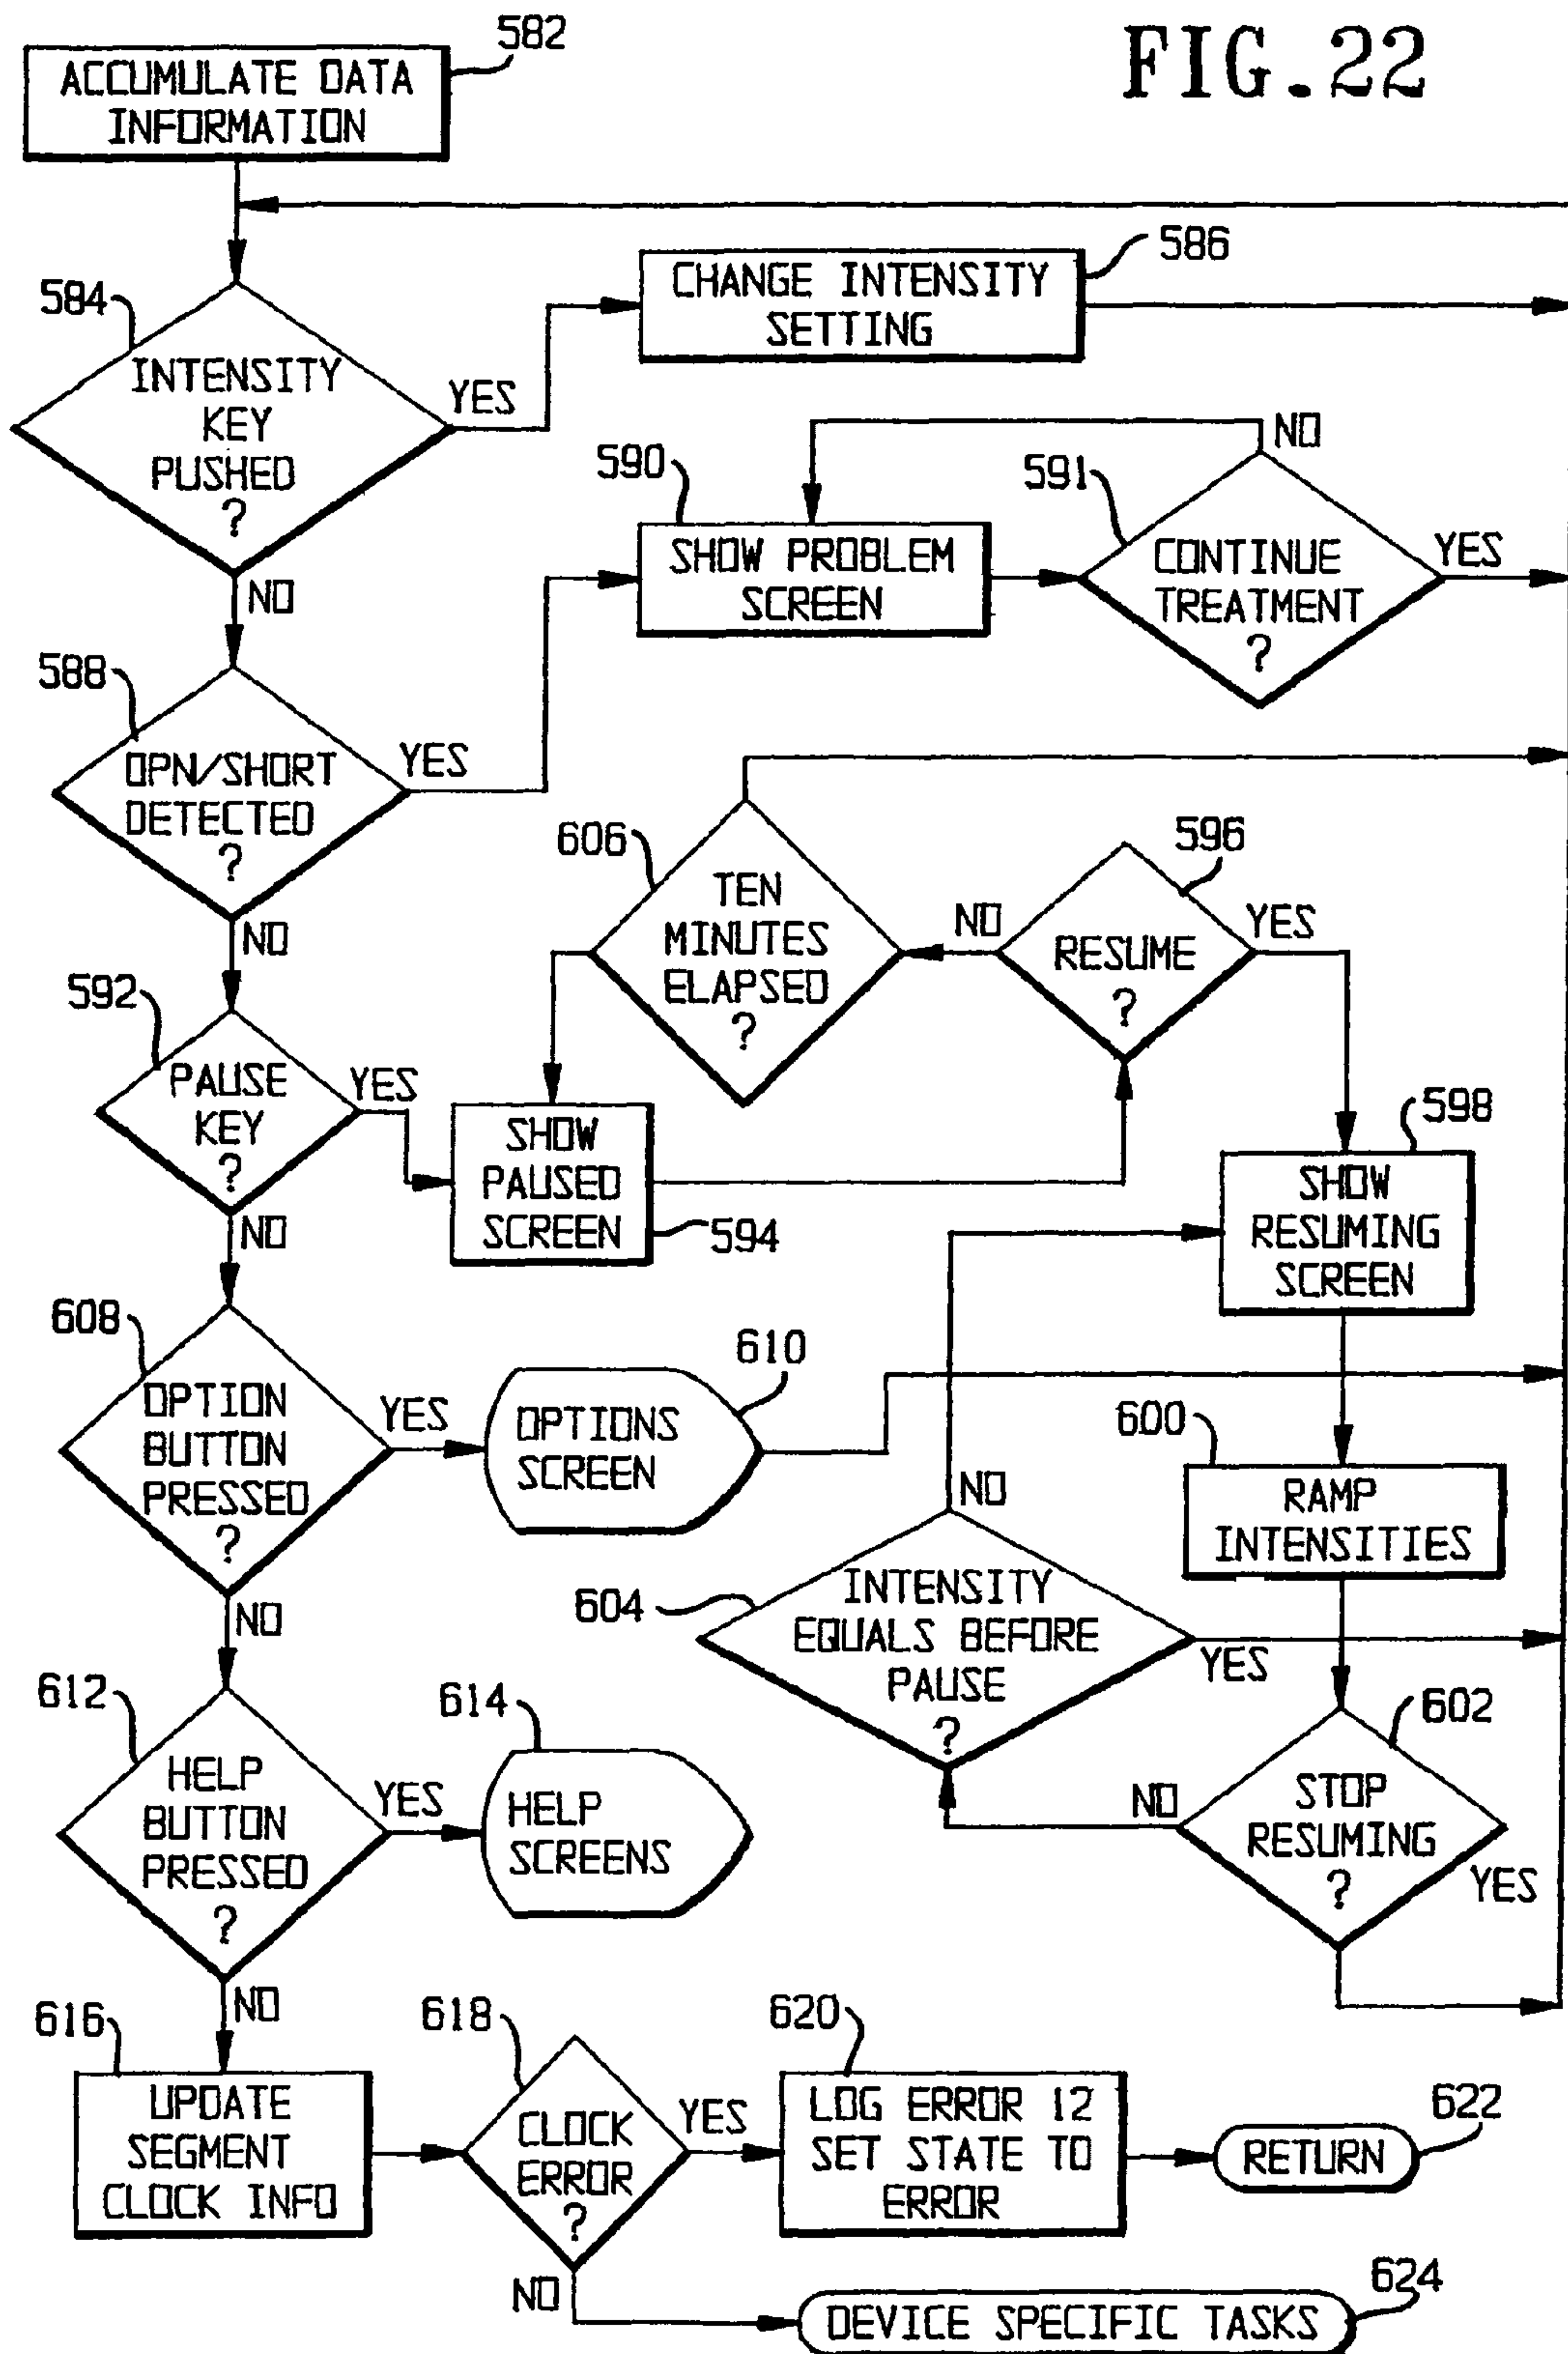 FIG.22
582
ACCUMULATE DATA
INFORMATION
584
INTENSITY
KEY
PUSHED
?
YES
NO
586
CHANGE INTENSITY
SETTING
588
OPN/SHORT
DETECTED
?
YES
NO
590
SHOW PROBLEM
SCREEN
591
CONTINUE
TREATMENT
?
NO
YES
592
PAUSE
KEY
?
YES
NO
SHOW
PAUSED
SCREEN
594
606
TEN
MINUTES
ELAPSED
?
596
RESUME
?
NO
YES
598
SHOW
RESUMING
SCREEN
600
RAMP
INTENSITIES
602
STOP
RESUMING
?
NO
YES
604
INTENSITY
EQUALS BEFORE
PAUSE
?
NO
YES
608
OPTION
BUTTON
PRESSED
?
YES
NO
610
OPTIONS
SCREEN
612
HELP
BUTTON
PRESSED
?
YES
NO
614
HELP
SCREENS
616
UPDATE
SEGMENT
CLOCK INFO
618
CLOCK
ERROR
?
YES
NO
620
LOG ERROR 12
SET STATE TO
ERROR
622
RETURN
624
DEVICE SPECIFIC TASKS